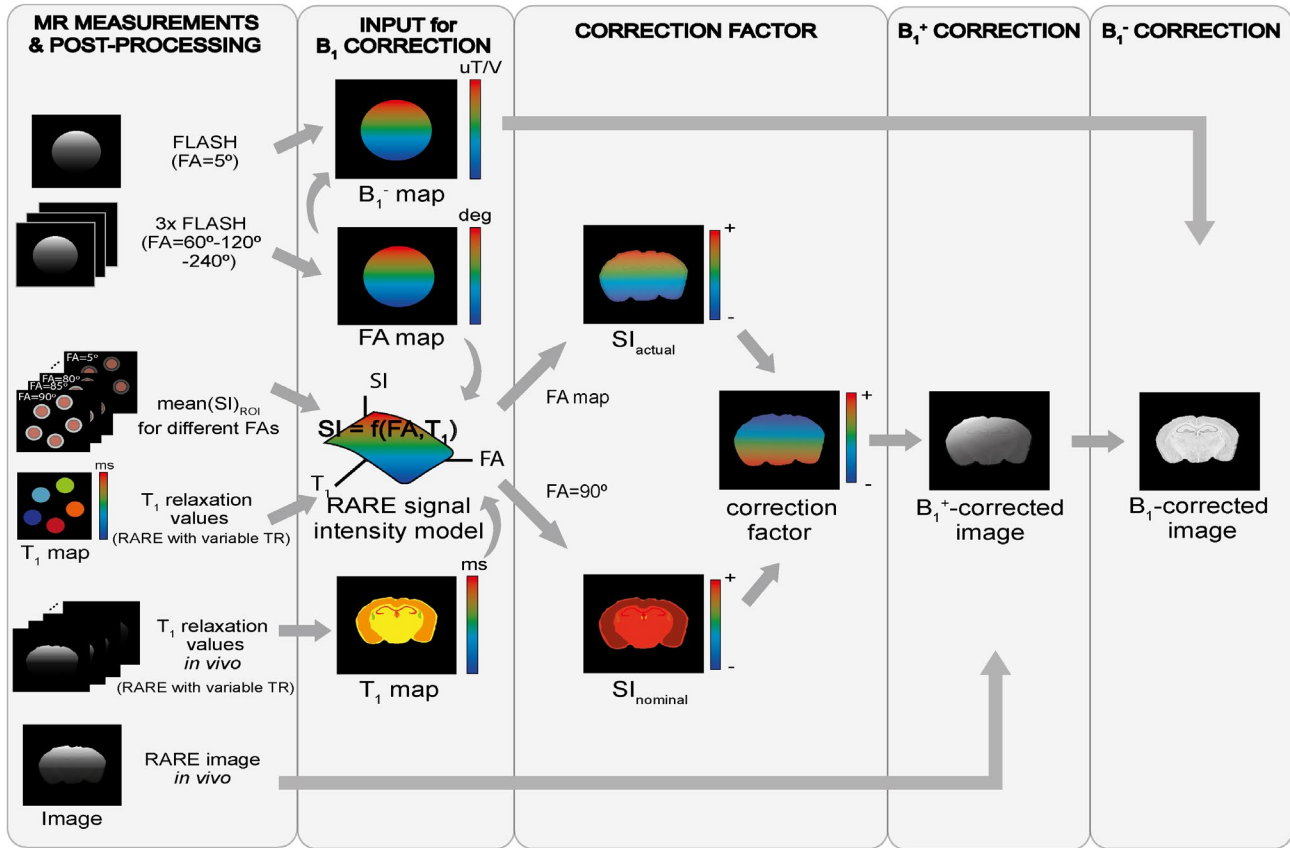 MR MEASUREMENTS
& POST-PROCESSING
FLASH
(FA=5º)
3x FLASH
(FA=60º-120º
-240º)
FA=5º
FA=80º
FA=85º
FA=90º
mean(SI)ROI
for different FAs
ms
T1 map
T1 relaxation
values
(RARE with variable TR)
T1 relaxation
values
in vivo
(RARE with variable TR)
RARE image
in vivo
Image
INPUT for
B1 CORRECTION
uT/V
B1- map
deg
FA map
SI
SI = f(FA,T1)
FA
T1
RARE signal
intensity model
ms
T1 map
CORRECTION FACTOR
+
-
SIactual
FA map
FA=90º
+
-
SInominal
+
-
correction
factor
B1+ CORRECTION
B1+-corrected
image
B1- CORRECTION
B1-corrected
image